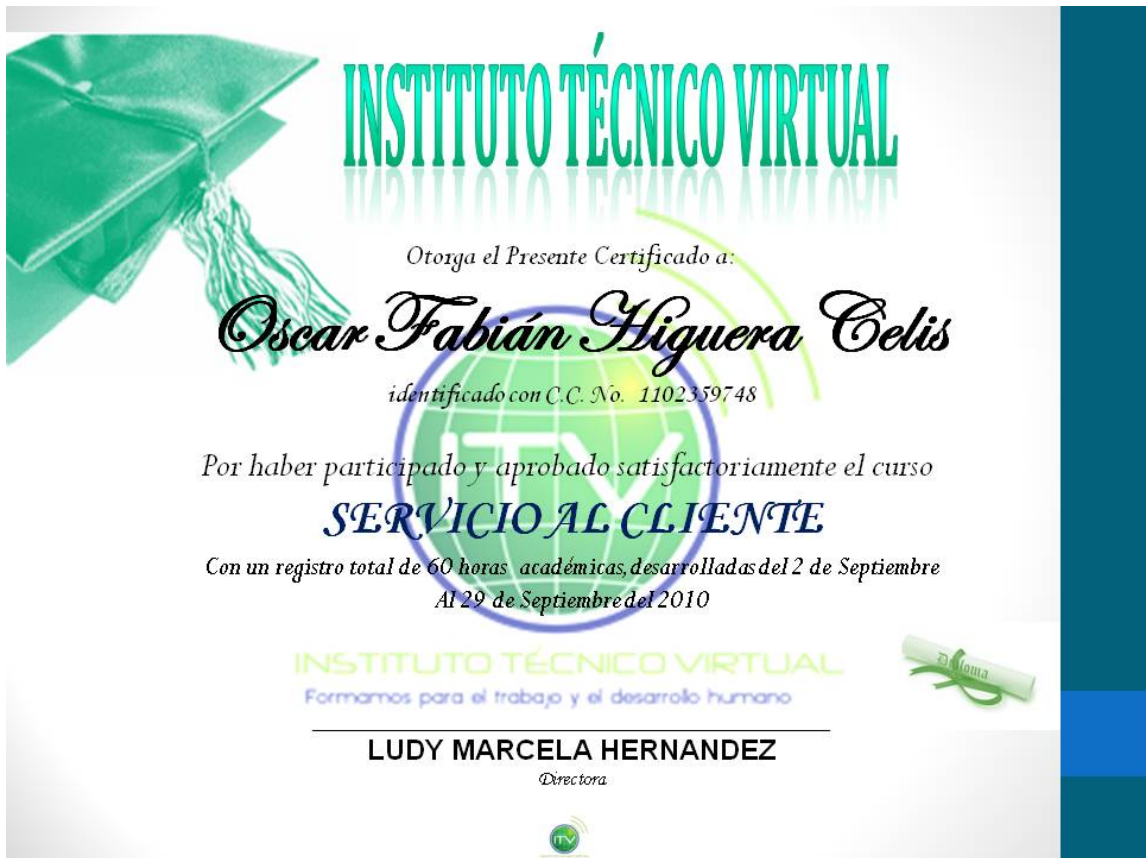 INSTITUTO TÉCNICO VIRTUAL
Otorga el Presente Certificado a:
Oscar Fabián Higuera Celis
identificado con C.C. No. 1102359748
ITV
Por haber participado y aprobado satisfactoriamente el curso
SERVICIO AL CLIENTE
Con un registro total de 60 horas académicas, desarrolladas del 2 de Septiembre
Al 29 de Septiembre del 2010
INSTITUTO TÉCNICO VIRTUAL
Formamos para el trabajo y el desarrollo humano
Diploma
LUDY MARCELA HERNANDEZ
Directora
ITV